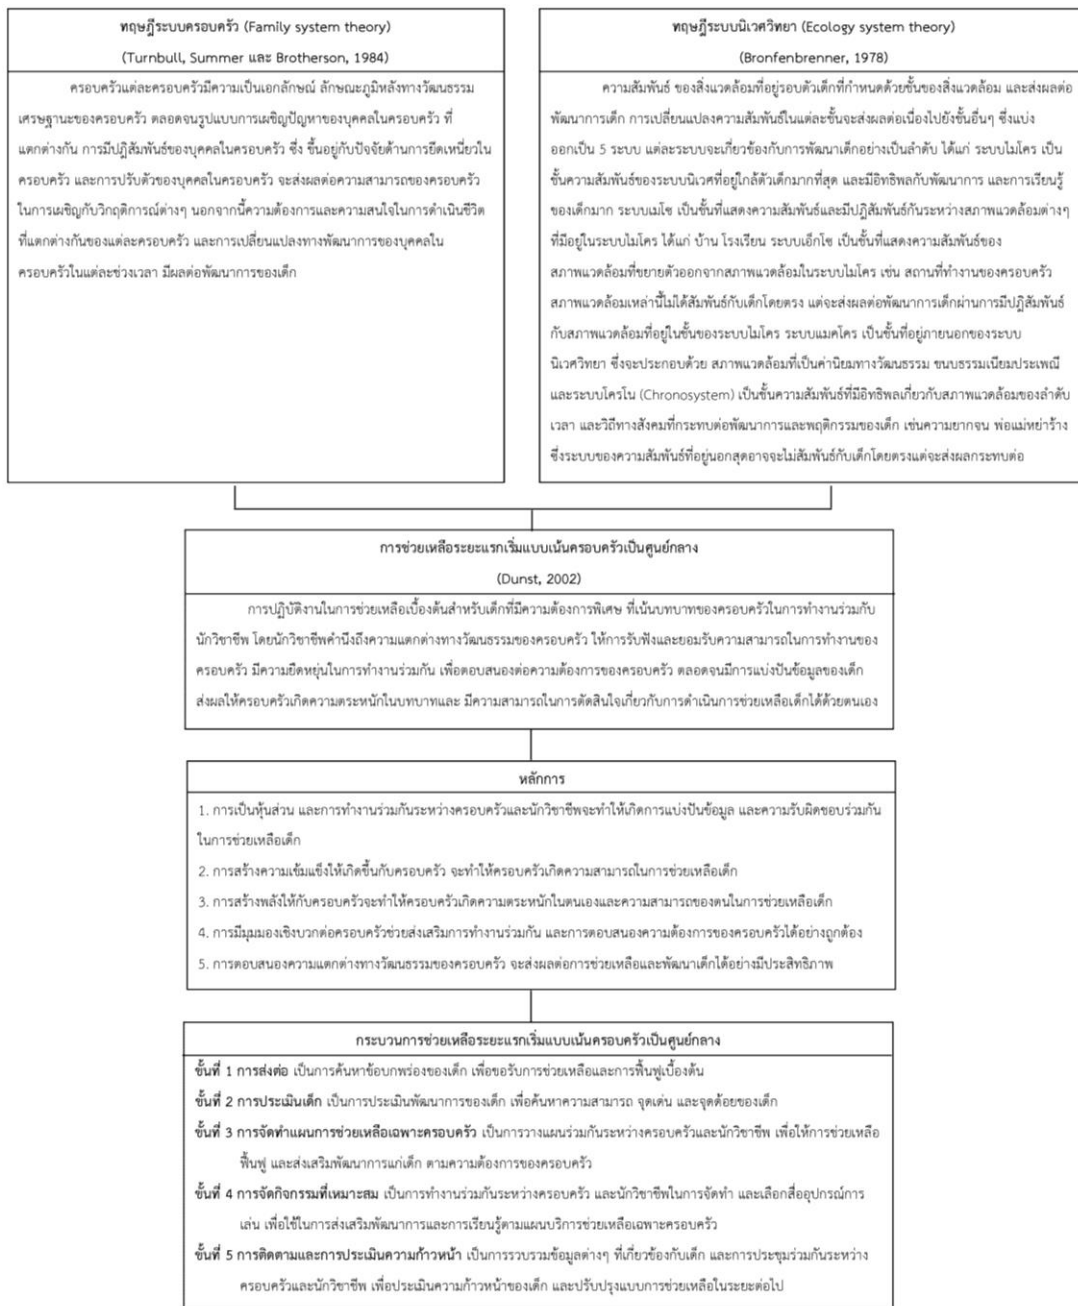 ทฤษฎีระบบครอบครัว (Family system theory)
(Turnbull, Summer และ Brotherson, 1984)
ครอบครัวแต่ละครอบครัวมีความเป็นเอกลักษณ์ ลักษณะภูมิหลังทางวัฒนธรรม
เศรษฐานะของครอบครัว ตลอดจนรูปแบบการเผชิญปัญหาของบุคคลในครอบครัว ที่
แตกต่างกัน การมีปฏิสัมพันธ์ของบุคคลในครอบครัว ซึ่ง ขึ้นอยู่กับปัจจัยด้านการยึดเหนี่ยวใน
ครอบครัว และการปรับตัวของบุคคลในครอบครัว จะส่งผลต่อความสามารถของครอบครัว
ในการเผชิญกับวิกฤติการณ์ต่างๆ นอกจากนี้ความต้องการและความสนใจในการดำเนินชีวิต
ที่แตกต่างกันของแต่ละครอบครัว และการเปลี่ยนแปลงทางพัฒนาการของบุคคลใน
ครอบครัวในแต่ละช่วงเวลา มีผลต่อพัฒนาการของเด็ก
ทฤษฎีระบบนิเวศวิทยา (Ecology system theory)
(Bronfenbrenner, 1978)
ความสัมพันธ์ ของสิ่งแวดล้อมที่อยู่รอบตัวเด็กที่กำหนดด้วยชั้นของสิ่งแวดล้อม และส่งผลต่อ
พัฒนาการเด็ก การเปลี่ยนแปลงความสัมพันธ์ในแต่ละชั้นจะส่งผลต่อเนื่องไปยังชั้นอื่นๆ ซึ่งแบ่ง
ออกเป็น 5 ระบบ แต่ละระบบจะเกี่ยวข้องกับการพัฒนาเด็กอย่างเป็นลำดับ ได้แก่ ระบบไมโคร เป็น
ชั้นความสัมพันธ์ของระบบนิเวศที่อยู่ใกล้ตัวเด็กมากที่สุด และมีอิทธิพลกับพัฒนาการ และการเรียนรู้
ของเด็กมาก ระบบเมโซ เป็นชั้นที่แสดงความสัมพันธ์และมีปฏิสัมพันธ์กันระหว่างสภาพแวดล้อมต่างๆ
ที่มีอยู่ในระบบไมโคร ได้แก่ บ้าน โรงเรียน ระบบเอ็กโซ เป็นชั้นที่แสดงความสัมพันธ์ของ
สภาพแวดล้อมที่ขยายตัวออกจากสภาพแวดล้อมในระบบไมโคร เช่น สถานที่ทำงานของครอบครัว
สภาพแวดล้อมเหล่านี้ไม่ได้สัมพันธ์กับเด็กโดยตรง แต่จะส่งผลต่อพัฒนาการเด็กผ่านการมีปฏิสัมพันธ์
กับสภาพแวดล้อมที่อยู่ในชั้นของระบบไมโคร ระบบแมคโคร เป็นชั้นที่อยู่ภายนอกของระบบ
นิเวศวิทยา ซึ่งจะประกอบด้วย สภาพแวดล้อมที่เป็นค่านิยมทางวัฒนธรรม ขนบธรรมเนียมประเพณี
และระบบโครโน (Chronosystem) เป็นชั้นความสัมพันธ์ที่มีอิทธิพลเกี่ยวกับสภาพแวดล้อมของลำดับ
เวลา และวิถีทางสังคมที่กระทบต่อพัฒนาการและพฤติกรรมของเด็ก เช่นความยากจน พ่อแม่หย่าร้าง
ซึ่งระบบของความสัมพันธ์ที่อยู่นอกสุดอาจจะไม่สัมพันธ์กับเด็กโดยตรงแต่จะส่งผลกระทบต่อ
การช่วยเหลือระยะแรกเริ่มแบบเน้นครอบครัวเป็นศูนย์กลาง
(Dunst, 2002)
การปฏิบัติงานในการช่วยเหลือเบื้องต้นสำหรับเด็กที่มีความต้องการพิเศษ ที่เน้นบทบาทของครอบครัวในการทำงานร่วมกับ
นักวิชาชีพ โดยนักวิชาชีพคำนึงถึงความแตกต่างทางวัฒนธรรมของครอบครัว ให้การรับฟังและยอมรับความสามารถในการทำงานของ
ครอบครัว มีความยืดหยุ่นในการทำงานร่วมกัน เพื่อตอบสนองต่อความต้องการของครอบครัว ตลอดจนมีการแบ่งปันข้อมูลของเด็ก
ส่งผลให้ครอบครัวเกิดความตระหนักในบทบาทและ มีความสามารถในการตัดสินใจเกี่ยวกับการดำเนินการช่วยเหลือเด็กได้ด้วยตนเอง
หลักการ
1. การเป็นหุ้นส่วน และการทำงานร่วมกันระหว่างครอบครัวและนักวิชาชีพจะทำให้เกิดการแบ่งปันข้อมูล และความรับผิดชอบร่วมกัน
ในการช่วยเหลือเด็ก
2. การสร้างความเข้มแข็งให้เกิดขึ้นกับครอบครัว จะทำให้ครอบครัวเกิดความสามารถในการช่วยเหลือเด็ก
3. การสร้างพลังให้กับครอบครัวจะทำให้ครอบครัวเกิดความตระหนักในตนเองและความสามารถของตนในการช่วยเหลือเด็ก
4. การมีมุมมองเชิงบวกต่อครอบครัวช่วยส่งเสริมการทำงานร่วมกัน และการตอบสนองความต้องการของครอบครัวได้อย่างถูกต้อง
5. การตอบสนองความแตกต่างทางวัฒนธรรมของครอบครัว จะส่งผลต่อการช่วยเหลือและพัฒนาเด็กได้อย่างมีประสิทธิภาพ
กระบวนการช่วยเหลือระยะแรกเริ่มแบบเน้นครอบครัวเป็นศูนย์กลาง
ขั้นที่ 1 การส่งต่อ เป็นการค้นหาข้อบกพร่องของเด็ก เพื่อขอรับการช่วยเหลือและการฟื้นฟูเบื้องต้น
ขั้นที่ 2 การประเมินเด็ก เป็นการประเมินพัฒนาการของเด็ก เพื่อค้นหาความสามารถ จุดเด่น และจุดด้อยของเด็ก
ขั้นที่ 3 การจัดทำแผนการช่วยเหลือเฉพาะครอบครัว เป็นการวางแผนร่วมกันระหว่างครอบครัวและนักวิชาชีพ เพื่อให้การช่วยเหลือ
ฟื้นฟู และส่งเสริมพัฒนาการแก่เด็ก ตามความต้องการของครอบครัว
ขั้นที่ 4 การจัดกิจกรรมที่เหมาะสม เป็นการทำงานร่วมกันระหว่างครอบครัว และนักวิชาชีพในการจัดทำ และเลือกสื่ออุปกรณ์การ
เล่น เพื่อใช้ในการส่งเสริมพัฒนาการและการเรียนรู้ตามแผนบริการช่วยเหลือเฉพาะครอบครัว
ขั้นที่ 5 การติดตามและการประเมินความก้าวหน้า เป็นการรวบรวมข้อมูลต่างๆ ที่เกี่ยวข้องกับเด็ก และการประชุมร่วมกันระหว่าง
ครอบครัวและนักวิชาชีพ เพื่อประเมินความก้าวหน้าของเด็ก และปรับปรุงแบบการช่วยเหลือในระยะต่อไป